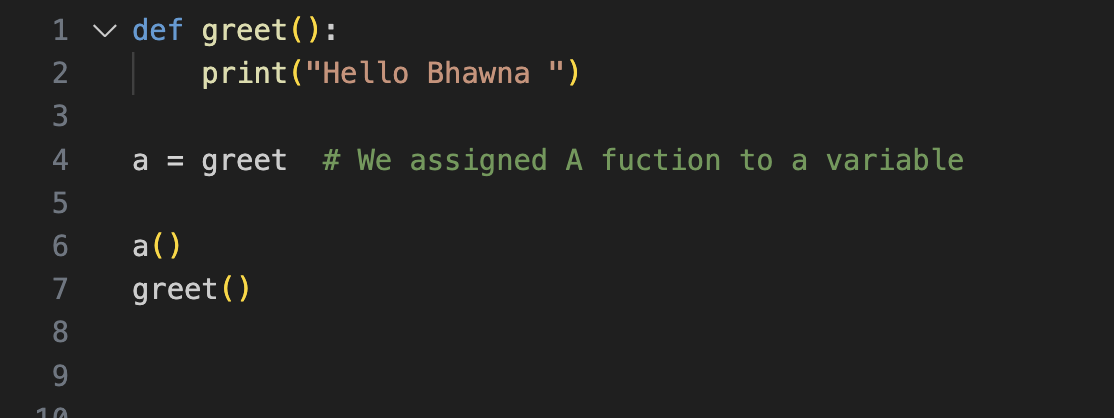 1 def greet():
2     print("Hello Bhawna ")
3
4 a = greet  # We assigned A fuction to a variable
5
6 a()
7 greet()
8
9
10